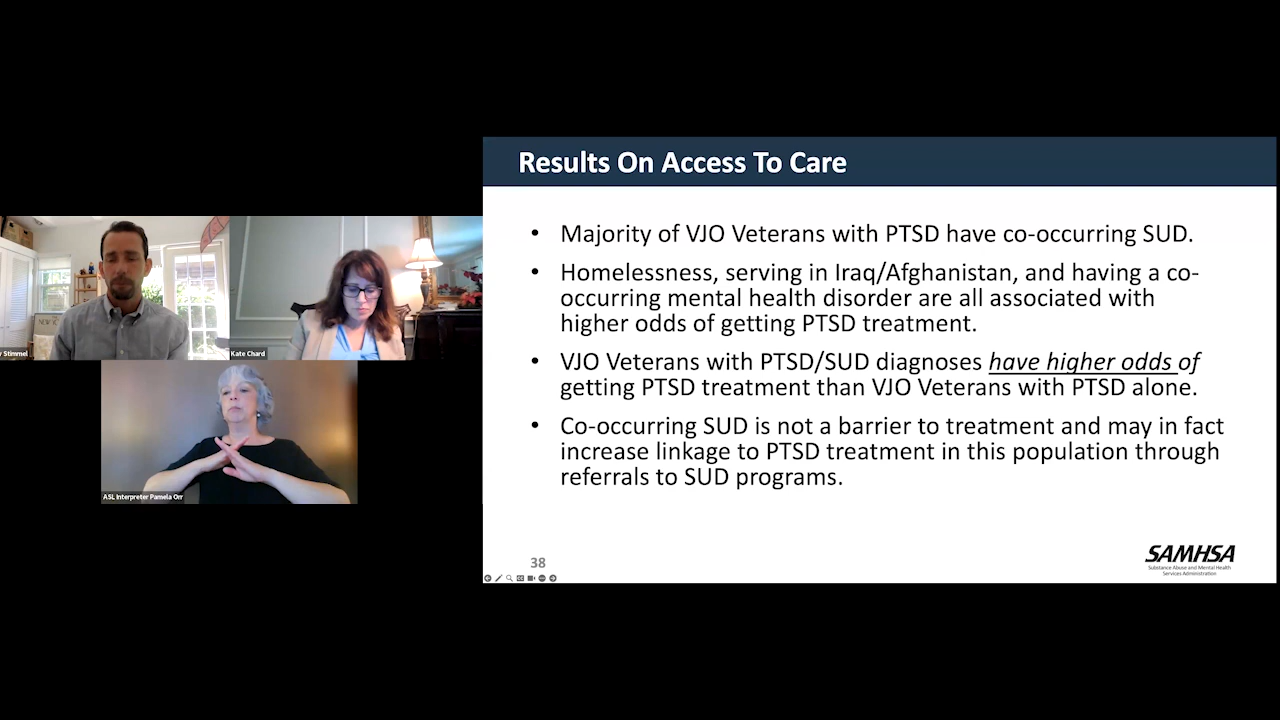 Results On Access To Care
• Majority of VJO Veterans with PTSD have co-occurring SUD.
• Homelessness, serving in Iraq/Afghanistan, and having a co-
occurring mental health disorder are all associated with
higher odds of getting PTSD treatment.
• VJO Veterans with PTSD/SUD diagnoses have higher odds of
getting PTSD treatment than VJO Veterans with PTSD alone.
• Co-occurring SUD is not a barrier to treatment and may in fact
increase linkage to PTSD treatment in this population through
referrals to SUD programs.
38
SAMHSA
Substance Abuse and Mental Health
Services Administration
Stimmel
Kate Chard
ASL Interpreter Pamela Orr